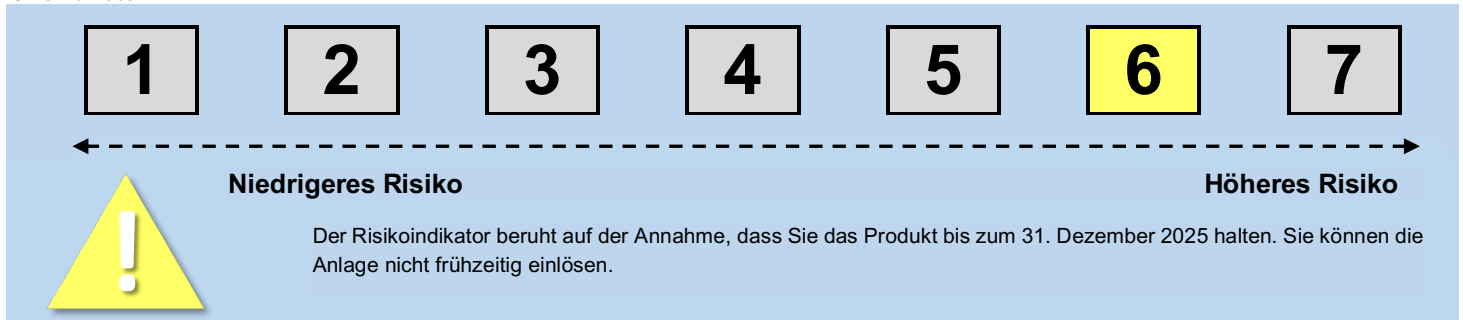 1 2 3 4 5 6 7
Niedrigeres Risiko Höheres Risiko
!
Der Risikoindikator beruht auf der Annahme, dass Sie das Produkt bis zum 31. Dezember 2025 halten. Sie können die
Anlage nicht frühzeitig einlösen.